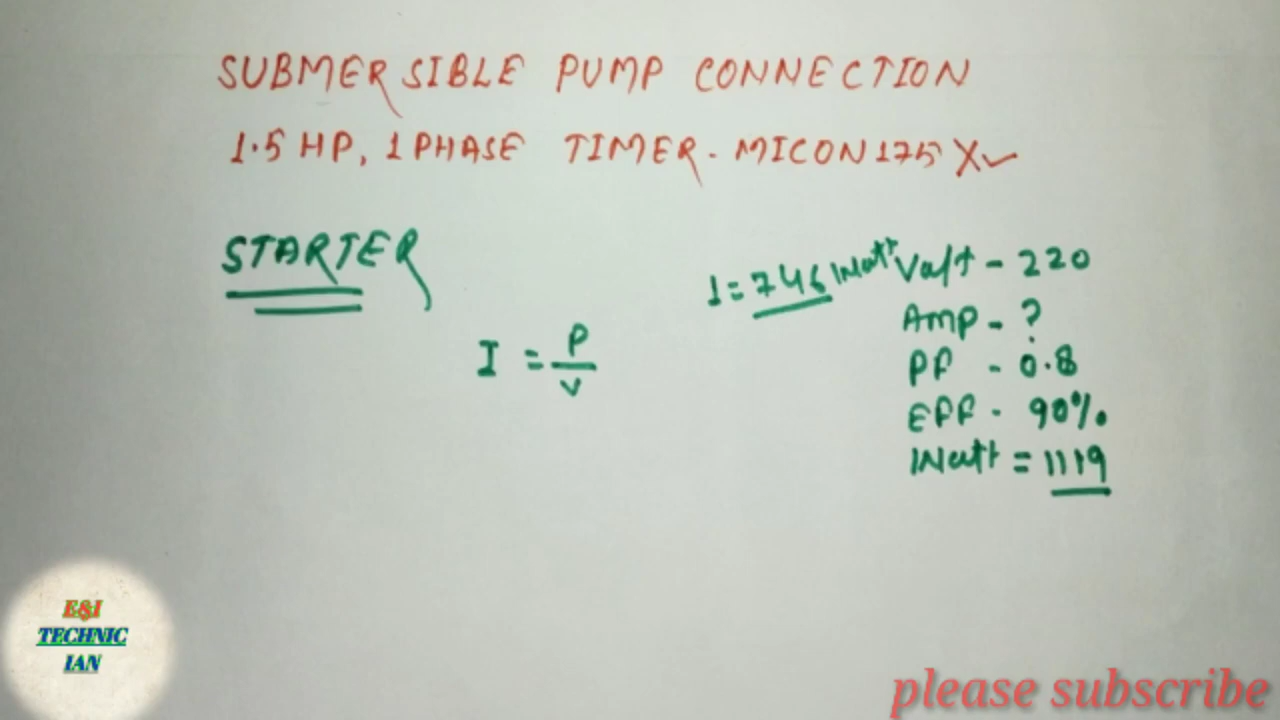 SUBMERSIBLE PUMP CONNECTION
1.5 HP, 1 PHASE TIMER - MICON 175 X✓
STARTER
1 = 746 Watt
Volt - 220
Amp - ?
I = P/V
PF - 0.8
EFF - 90%
Watt = 1119
E&I
TECHNIC
IAN
please subscribe